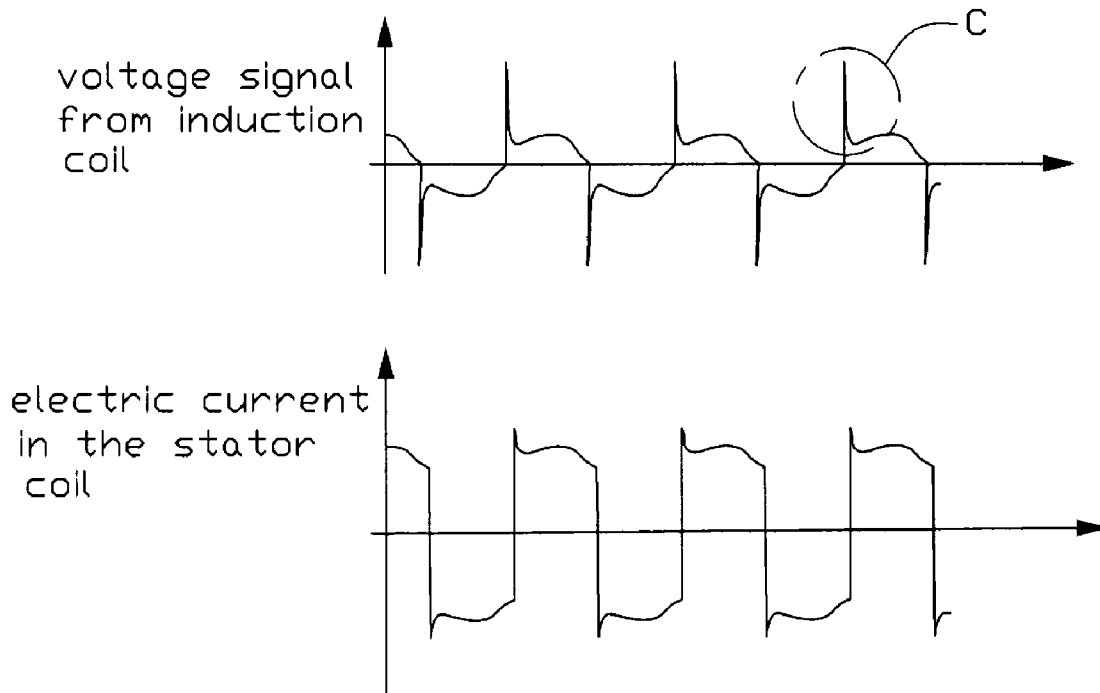 C
voltage signal
from induction
coil
electric current
in the stator
coil